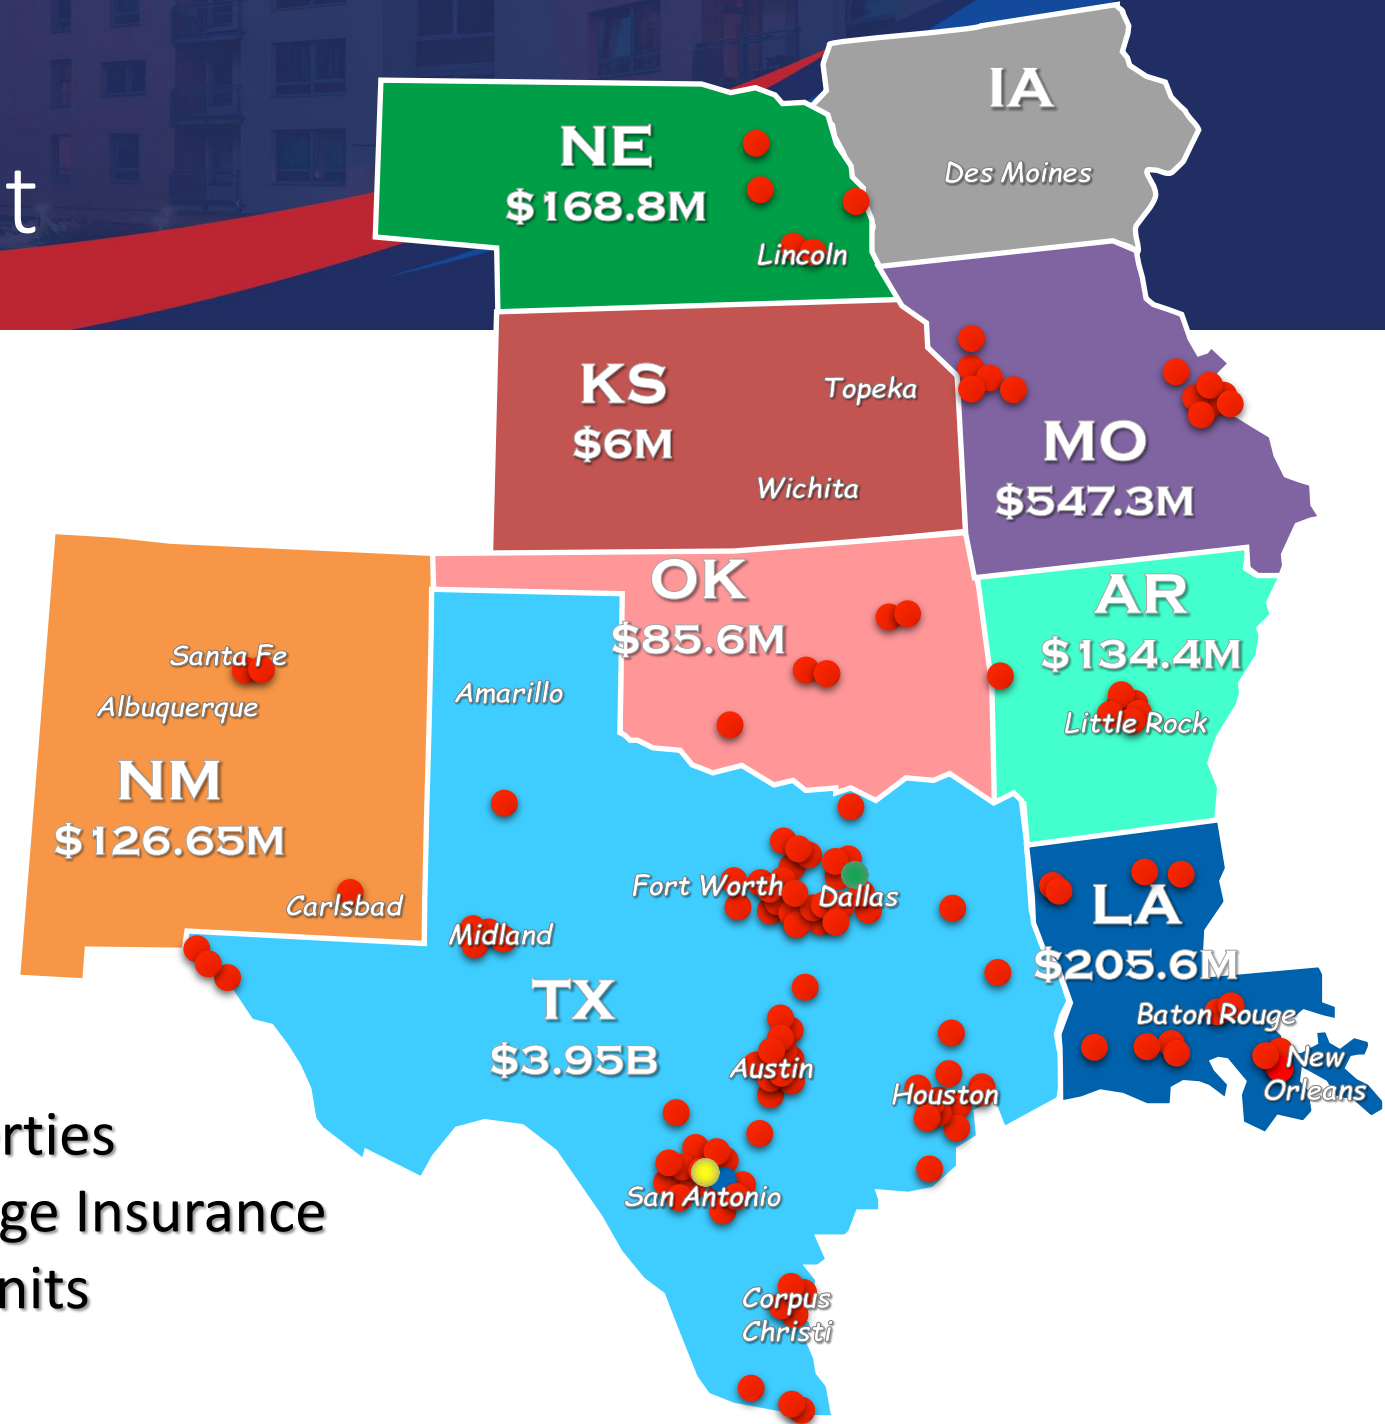 t
IA
Des Moines
NE
$168.8M
Lincoln
KS
$6M
Topeka
Wichita
MO
$547.3M
OK
$85.6M
AR
$134.4M
Little Rock
Santa Fe
Albuquerque
NM
$126.65M
Carlsbad
Amarillo
Fort Worth
Dallas
Midland
TX
$3.95B
Austin
Houston
San Antonio
Corpus
Christi
LA
$205.6M
Baton Rouge
New
Orleans
rties
ge Insurance
nits